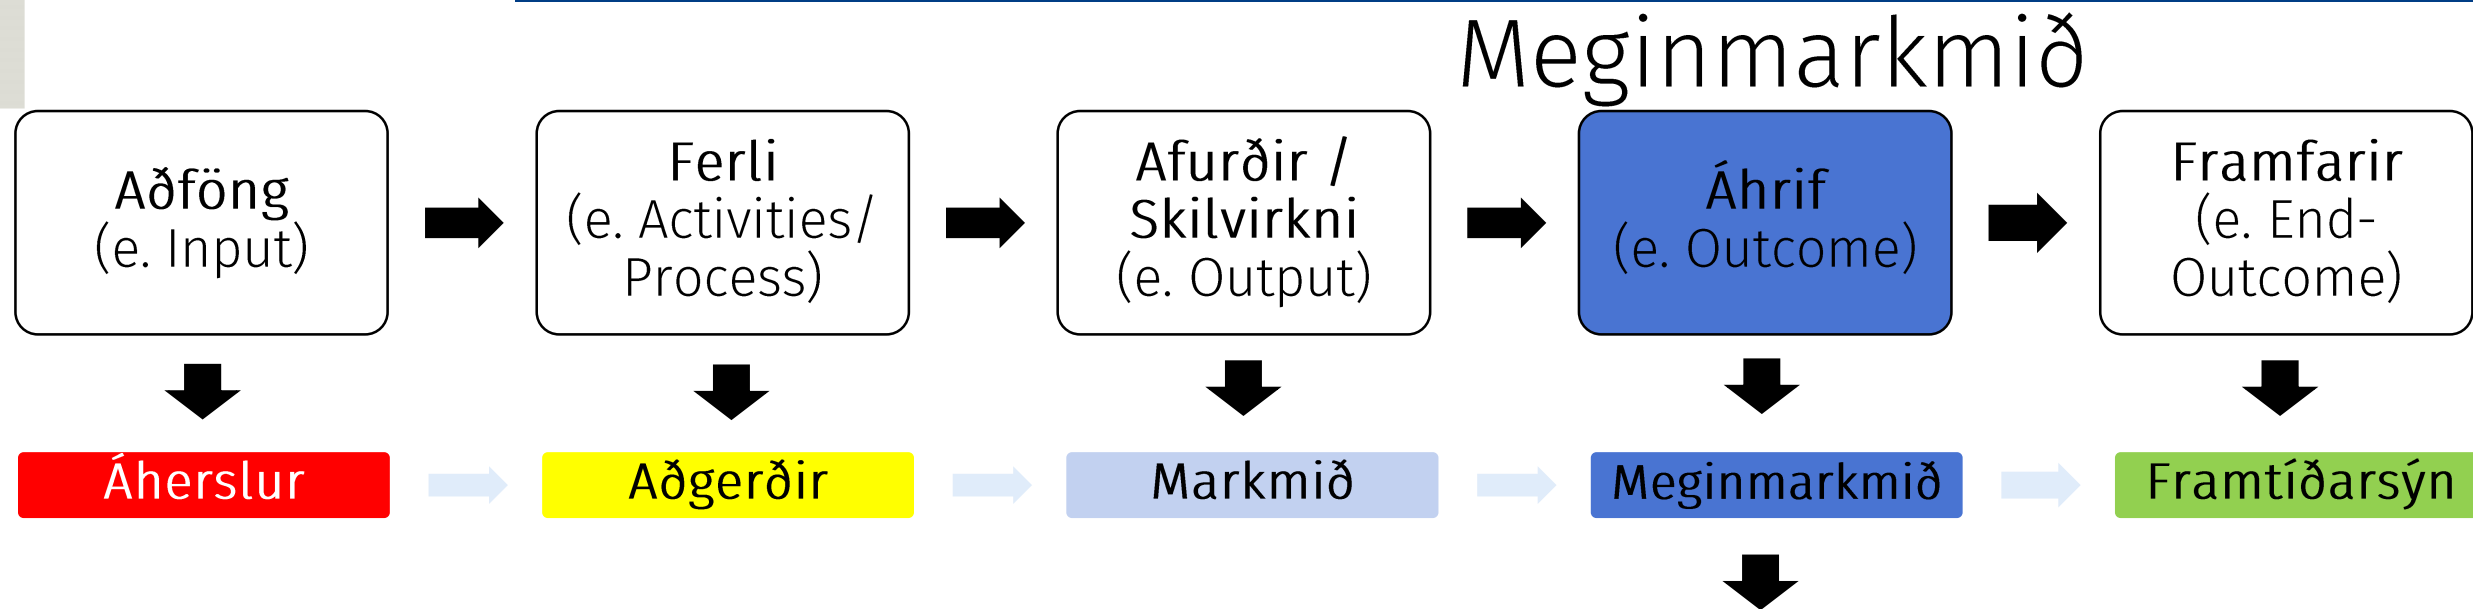 Meginmarkmið
Aðföng
(e. Input)
Ferli
(e. Activities/
Process)
Afurðir /
Skilvirkni
(e. Output)
Áhrif
(e. Outcome)
Framfarir
(e. End-
Outcome)
Áherslur
Aðgerðir
Markmið
Meginmarkmið
Framtíðarsýn